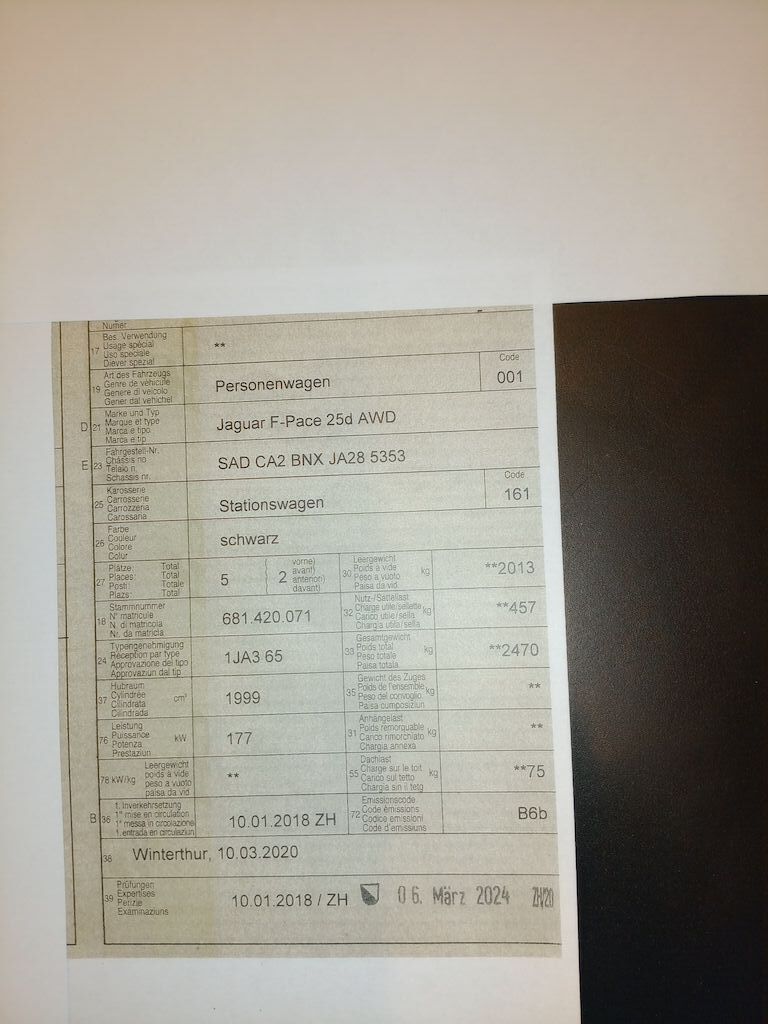 Numér
17 Bes. Verwendung
Usage spécial
Uso speciale
Diever spezial
**
19 Art des Fahrzeugs
Genre de véhicule
Genere di veicolo
Gener dal vehichel
Personenwagen
Code
001
D 21 Marke und Typ
Marque et type
Marca e tipo
Marca e tip
Jaguar F-Pace 25d AWD
E 23 Fahrgestell-Nr.
Châssis no
Telaio n.
Schassis nr.
SAD CA2 BNX JA28 5353
25 Karosserie
Carrosserie
Carrozzeria
Carossaria
Stationswagen
Code
161
26 Farbe
Couleur
Colore
Colur
schwarz
27 Plätze: Total
Places: Total
Posti: Totale
Plazs: Total
5
2
vorne)
avant)
anteriori)
davant)
30 Leergewicht
Poids à vide
Peso a vuoto
Paisa da vid
kg
**2013
18 Stammnummer
N° matricule
N. di matricola
Nr. da matricla
681.420.071
32 Nutz-/Sattellast
Charge utile/sellette
Carico utile/sella
Chargia utila/sella
kg
**457
24 Typengenehmigung
Réception par type
Approvazione del tipo
Approvaziun dal tip
1JA3 65
33 Gesamtgewicht
Poids total
Peso totale
Paisa totala
kg
**2470
37 Hubraum
Cylindrée
Cilindrata
Cilindrada
cm³
1999
35 Gewicht des Zuges
Poids de l'ensemble
Peso del convoglio
Paisa cumposiziun
kg
**
76 Leistung
Puissance
Potenza
Prestaziun
kW
177
31 Anhängelast
Poids remorquable
Carico rimorchiato
Chargia annexa
kg
**
78 kW/kg
Leergewicht
poids à vide
peso a vuoto
paisa da vid
**
55 Dachlast
Charge sur le toit
Carico sul tetto
Chargia sin il tetg
kg
**75
B 36 1. Inverkehrsetzung
1re mise en circulation
1a messa in circolazione
1. entrada en circulaziun
10.01.2018 ZH
72 Emissionscode
Code émissions
Codice emissioni
Code d'emissiuns
B6b
38 Winterthur, 10.03.2020
39 Prüfungen
Expertises
Perizie
Examinaziuns
10.01.2018 / ZH
06. März 2024 ZH/20